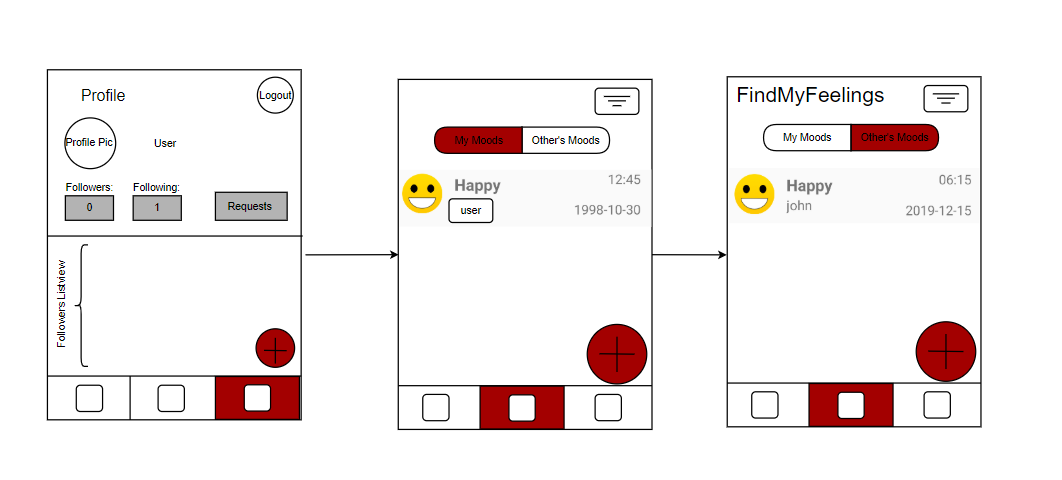 Profile
Logout
Profile Pic
User
Followers:
Following:
0
1
Requests
Followers Listview
My Moods
Other's Moods
Happy
12:45
user
1998-10-30
FindMyFeelings
My Moods
Other's Moods
Happy
06:15
john
2019-12-15